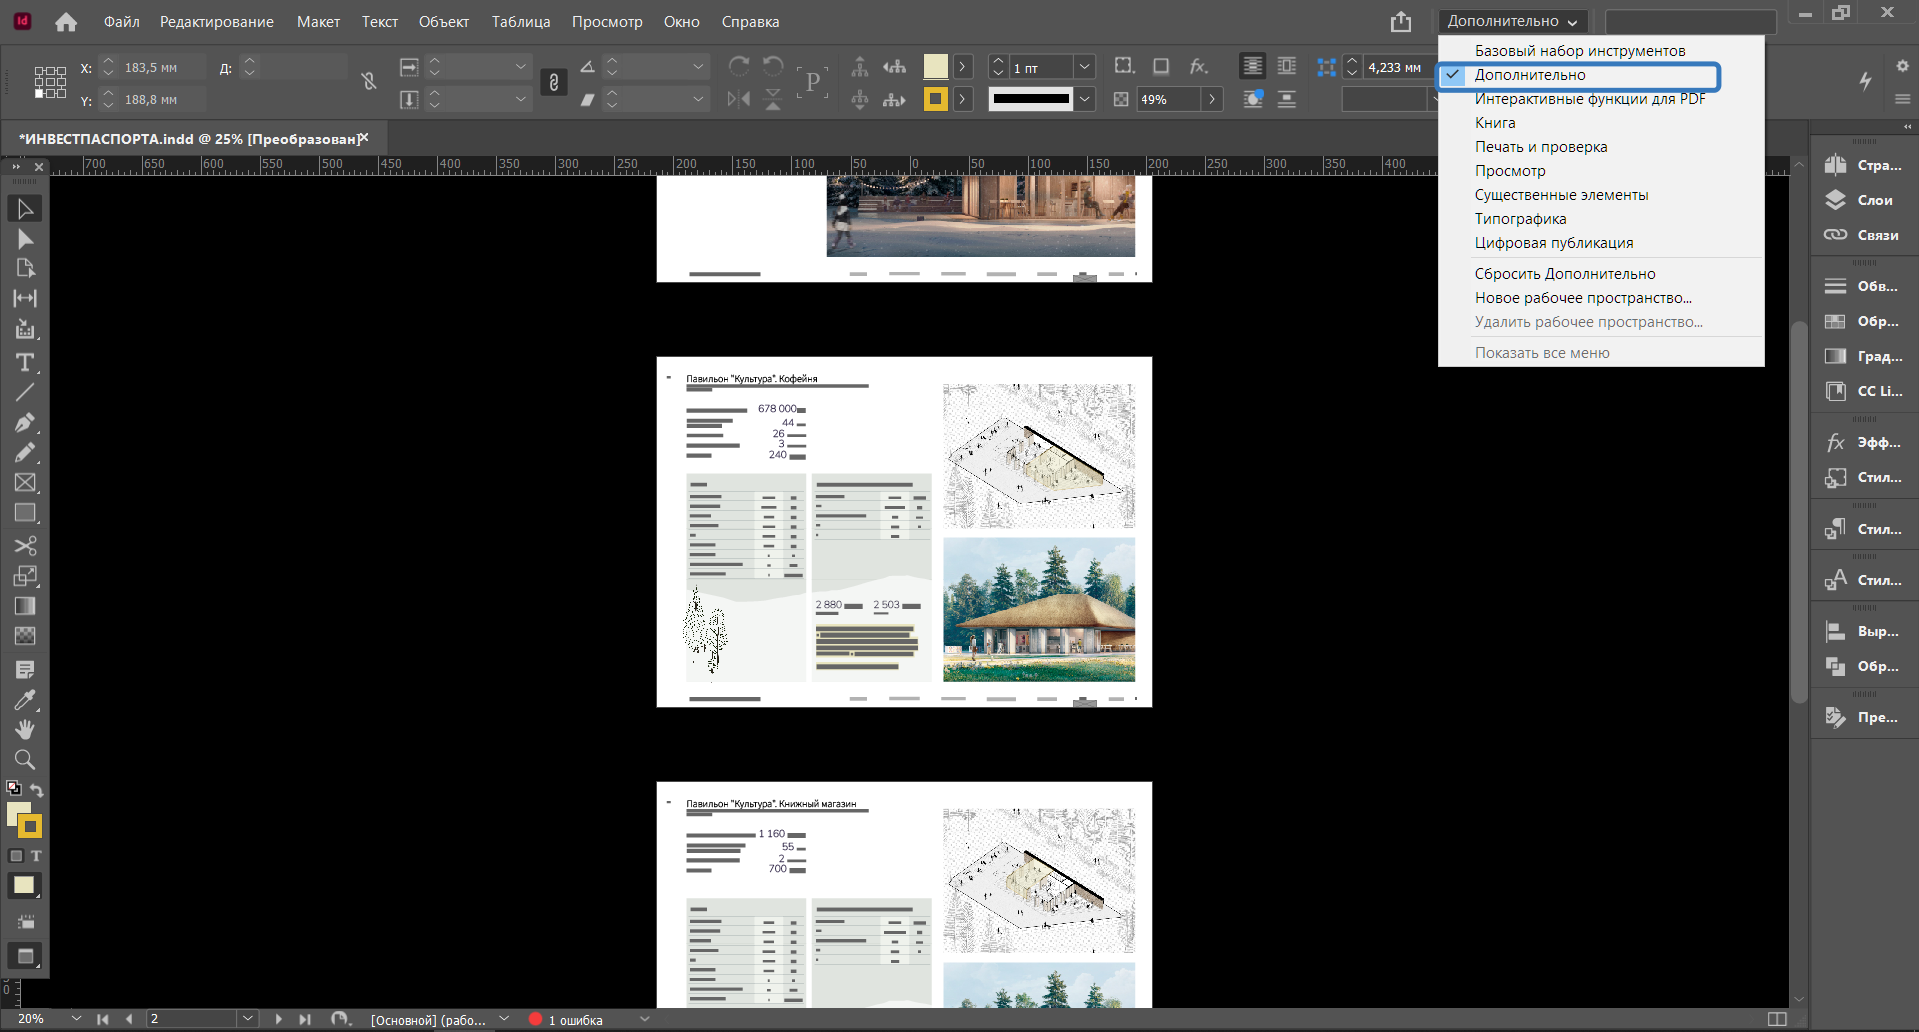 Id Файл Редактирование Макет Текст Объект Таблица Просмотр Окно Справка Дополнительно
X: 183,5 мм Д: 1 пт fx. 4,233 мм
Y: 188,8 мм P 49%
Базовый набор инструментов
Дополнительно
Интерактивные функции для PDF
Книга
Печать и проверка
Просмотр
Существенные элементы
Типографика
Цифровая публикация
Сбросить Дополнительно
Новое рабочее пространство...
Удалить рабочее пространство...
Показать все меню
*ИНВЕСТПАСПОРТА.indd @ 25% [Преобразован]
700 650 600 550 500 450 400 350 300 250 200 150 100 50 0 50 100 150 200 250 300 350 400
Стра...
Слои
Связи
Обв...
Обр...
Град...
CC Li...
fx Эфф...
Стил...
Стил...
Стил...
Выр...
Обр...
Пре...
Павильон "Культура". Кофейня
678 000
44
26
3
240
2 880 2 503
Павильон "Культура". Книжный магазин
1 160
55
2
700
20% 2 [Основной] (рабо... 1 ошибка